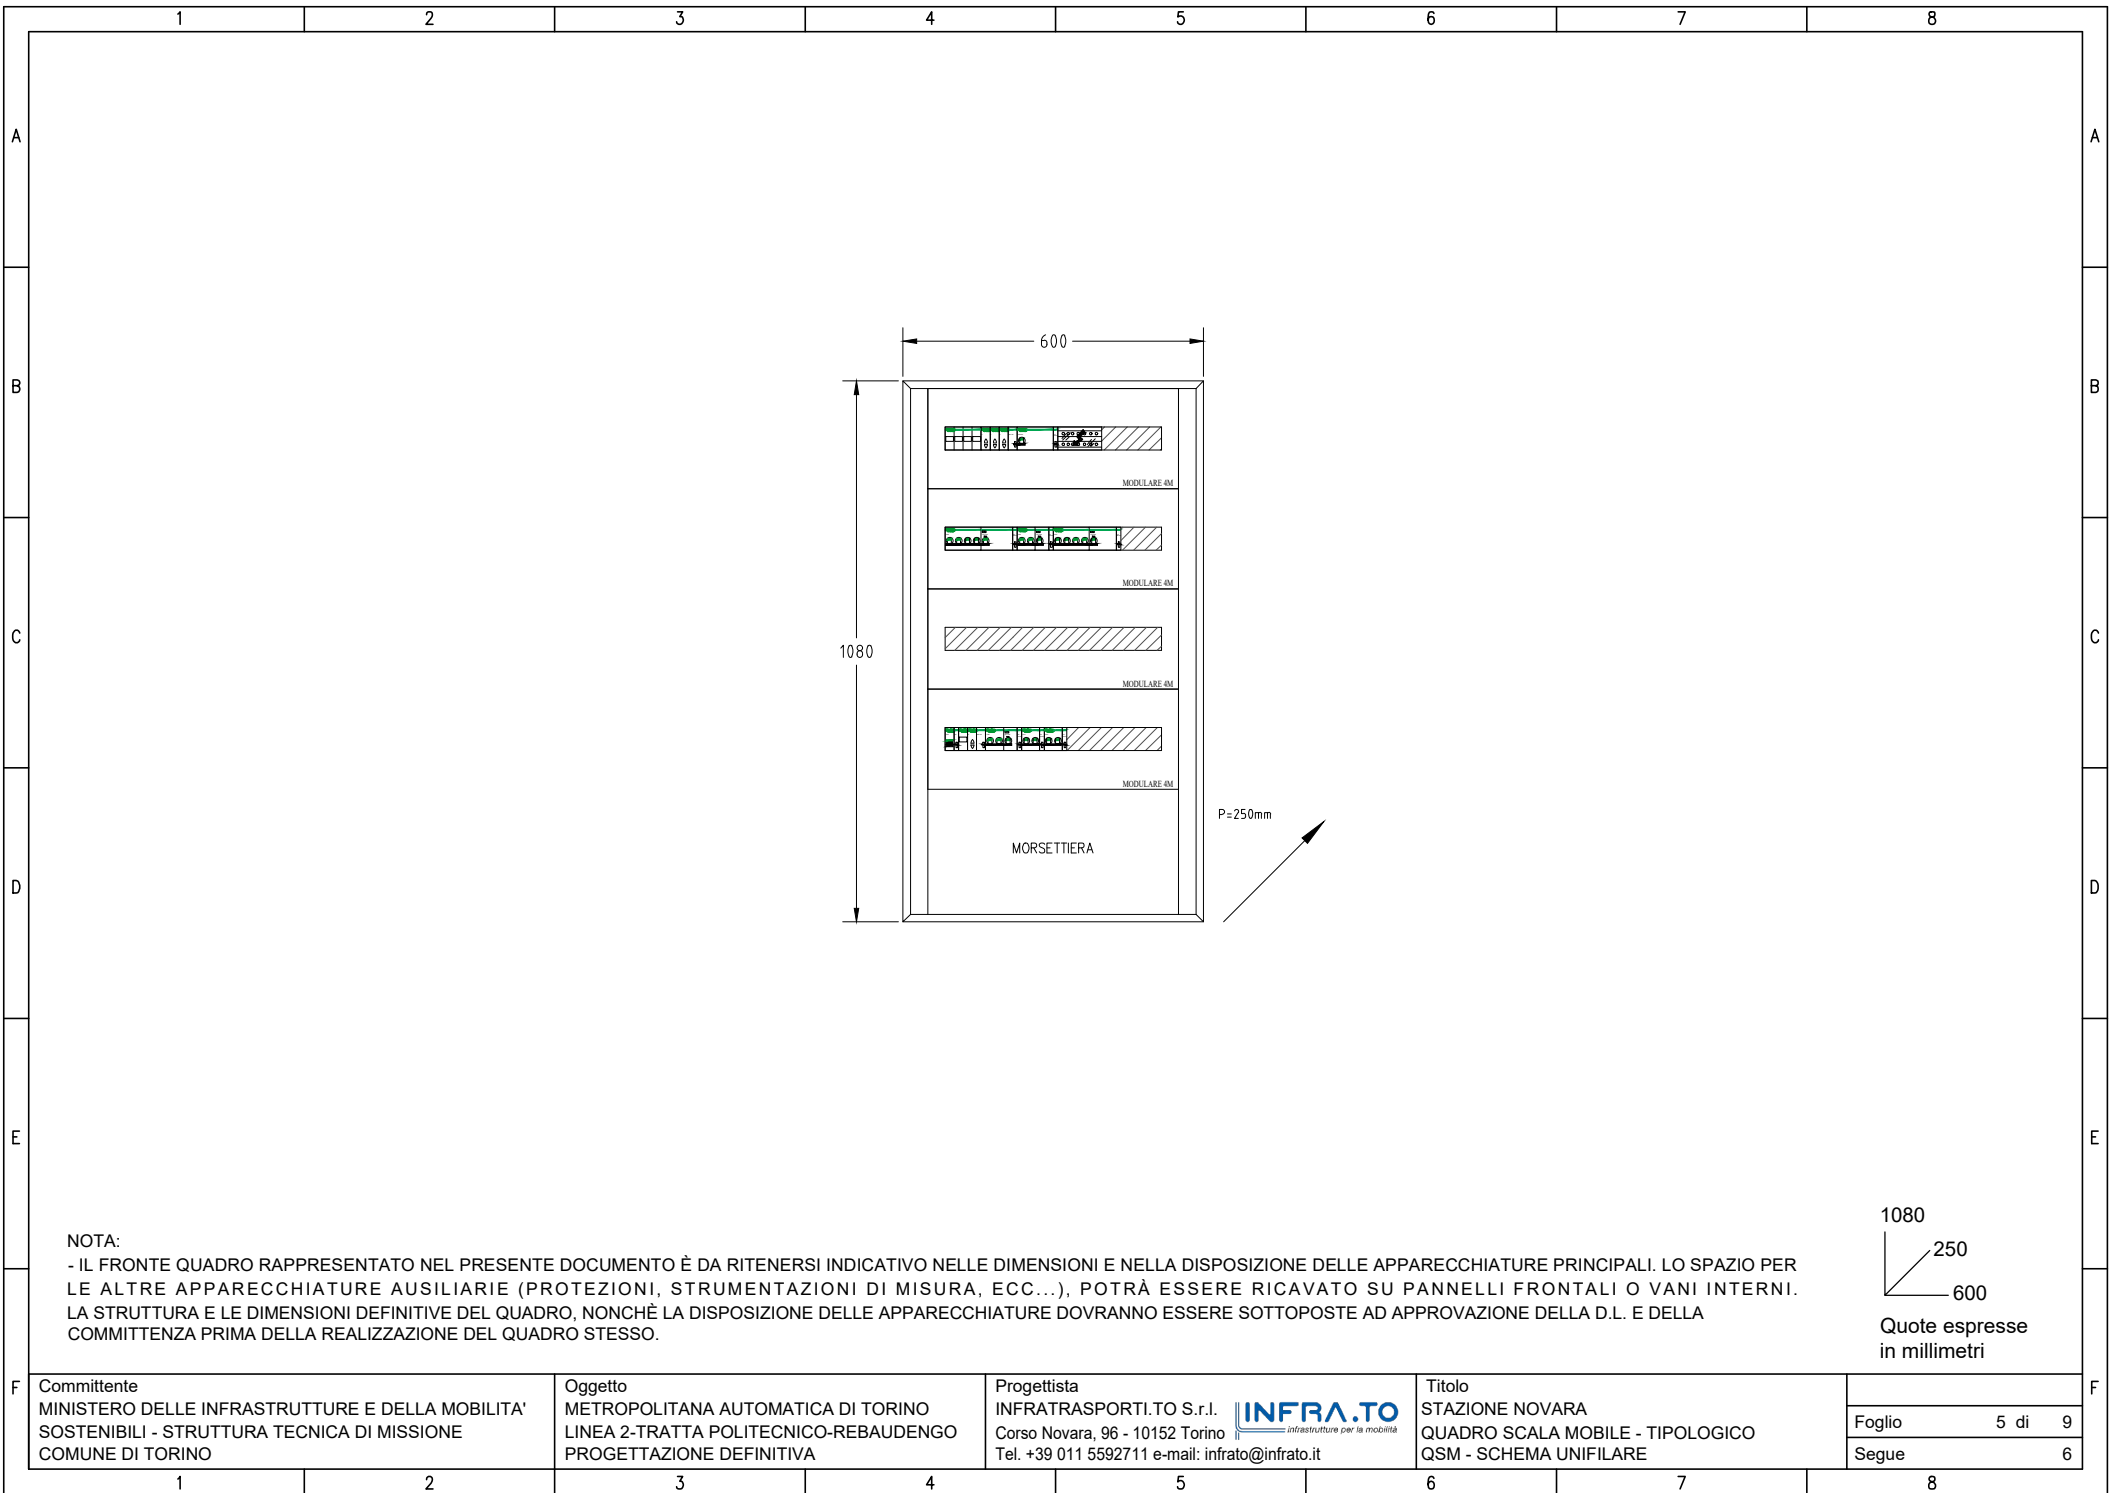 1 2 3 4 5 6 7 8
A A
B B
C C
D D
E E
F F
600
1080
MODULARE 4M
MODULARE 4M
MODULARE 4M
MODULARE 4M
MORSETTIERA
P=250mm
NOTA:
- IL FRONTE QUADRO RAPPRESENTATO NEL PRESENTE DOCUMENTO È DA RITENERSI INDICATIVO NELLE DIMENSIONI E NELLA DISPOSIZIONE DELLE APPARECCHIATURE PRINCIPALI. LO SPAZIO PER
LE ALTRE APPARECCHIATURE AUSILIARIE (PROTEZIONI, STRUMENTAZIONI DI MISURA, ECC...), POTRÀ ESSERE RICAVATO SU PANNELLI FRONTALI O VANI INTERNI.
LA STRUTTURA E LE DIMENSIONI DEFINITIVE DEL QUADRO, NONCHÈ LA DISPOSIZIONE DELLE APPARECCHIATURE DOVRANNO ESSERE SOTTOPOSTE AD APPROVAZIONE DELLA D.L. E DELLA
COMMITTENZA PRIMA DELLA REALIZZAZIONE DEL QUADRO STESSO.
1080
250
600
Quote espresse
in millimetri
Committente
MINISTERO DELLE INFRASTRUTTURE E DELLA MOBILITA'
SOSTENIBILI - STRUTTURA TECNICA DI MISSIONE
COMUNE DI TORINO
Oggetto
METROPOLITANA AUTOMATICA DI TORINO
LINEA 2-TRATTA POLITECNICO-REBAUDENGO
PROGETTAZIONE DEFINITIVA
Progettista
INFRATRASPORTI.TO S.r.l.
Corso Novara, 96 - 10152 Torino
Tel. +39 011 5592711 e-mail: infrato@infrato.it
INFRA.TO
infrastrutture per la mobilità
Titolo
STAZIONE NOVARA
QUADRO SCALA MOBILE - TIPOLOGICO
QSM - SCHEMA UNIFILARE
Foglio 5 di 9
Segue 6
1 2 3 4 5 6 7 8